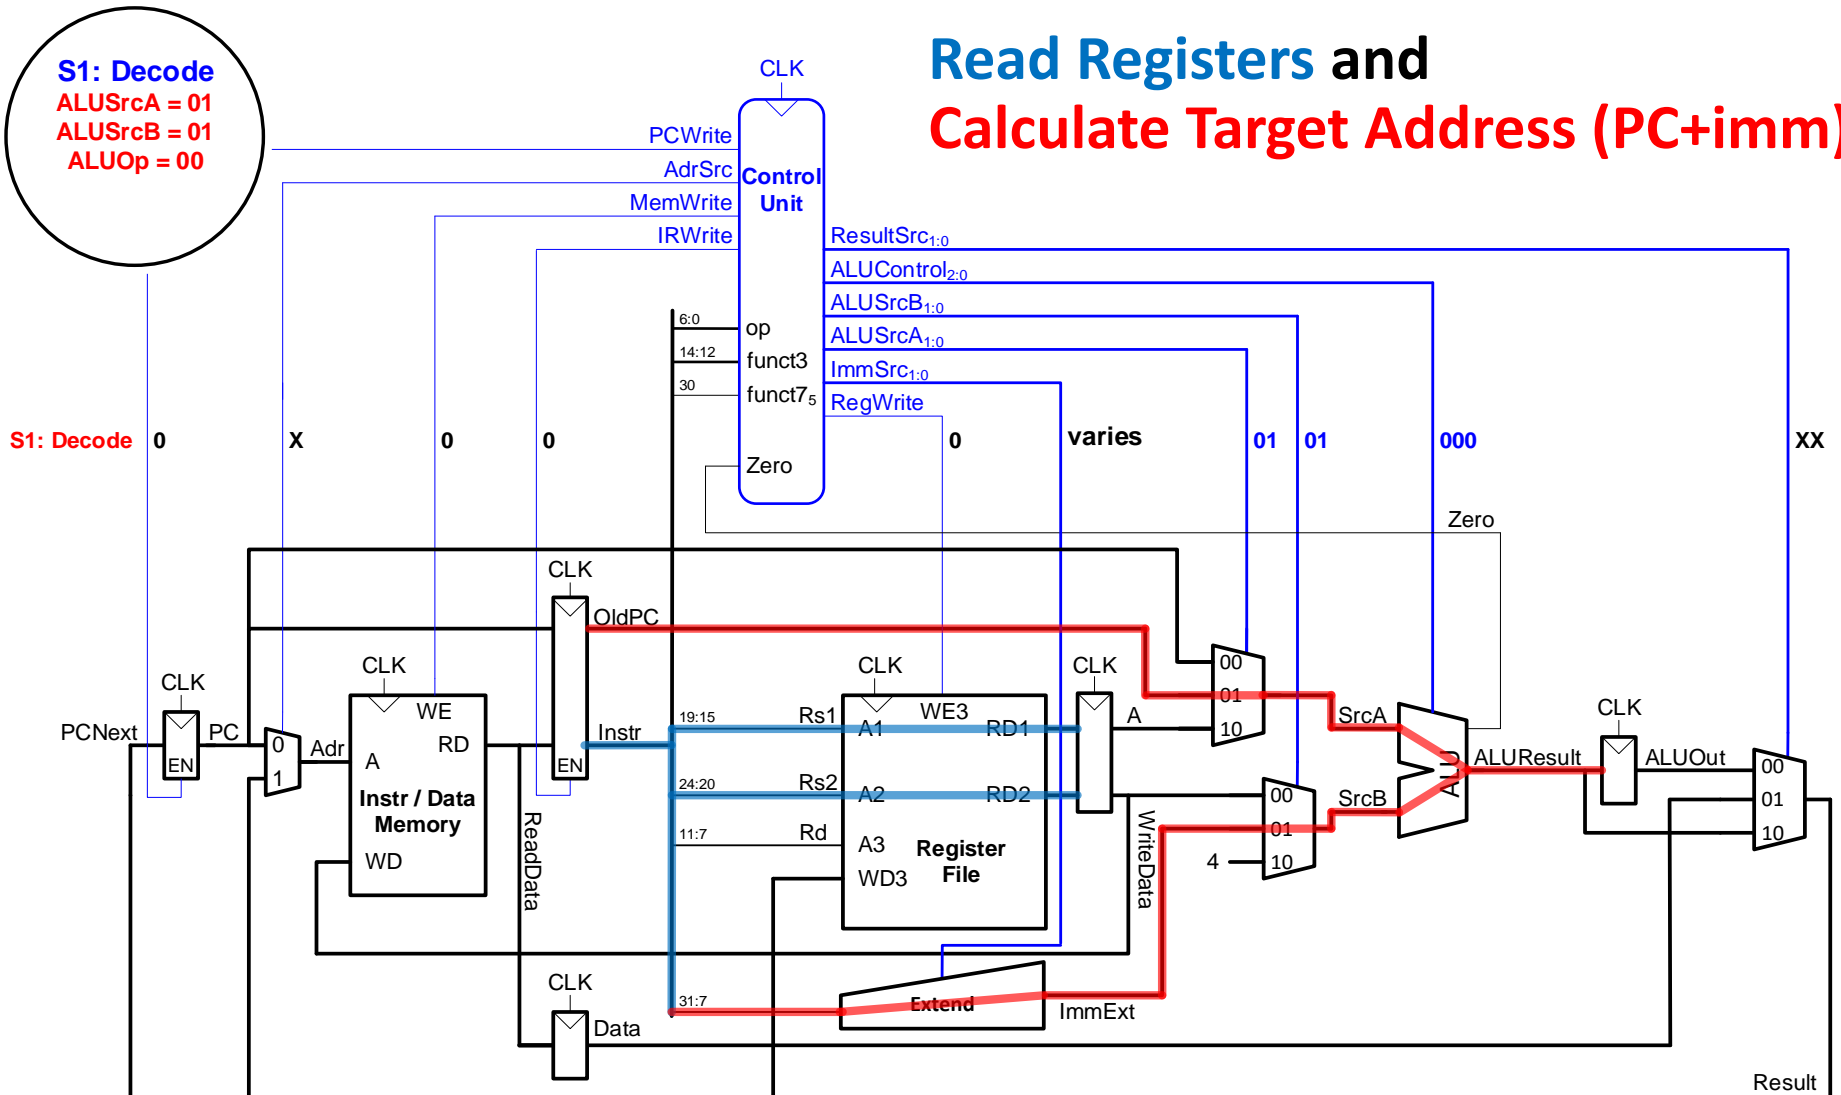 S1: Decode
ALUSrcA = 01
ALUSrcB = 01
ALUOp = 00
Read Registers and
Calculate Target Address (PC+imm)
CLK
PCWrite
AdrSrc
MemWrite
IRWrite
Control
Unit
ResultSrc1:0
ALUControl2:0
ALUSrcB1:0
ALUSrcA1:0
ImmSrc1:0
RegWrite
6:0
op
14:12
funct3
30
funct75
Zero
S1: Decode
0
X
0
0
0
varies
01
01
000
XX
Zero
CLK
OldPC
CLK
CLK
CLK
CLK
CLK
PCNext
PC
EN
0
1
Adr
WE
A
RD
Instr / Data
Memory
WD
ReadData
Instr
EN
19:15
Rs1
A1
WE3
RD1
24:20
Rs2
A2
RD2
11:7
Rd
A3
WD3
Register
File
A
WriteData
00
01
10
SrcA
00
01
10
4
SrcB
ALU
ALUResult
ALUOut
00
01
10
31:7
Extend
ImmExt
CLK
Data
Result